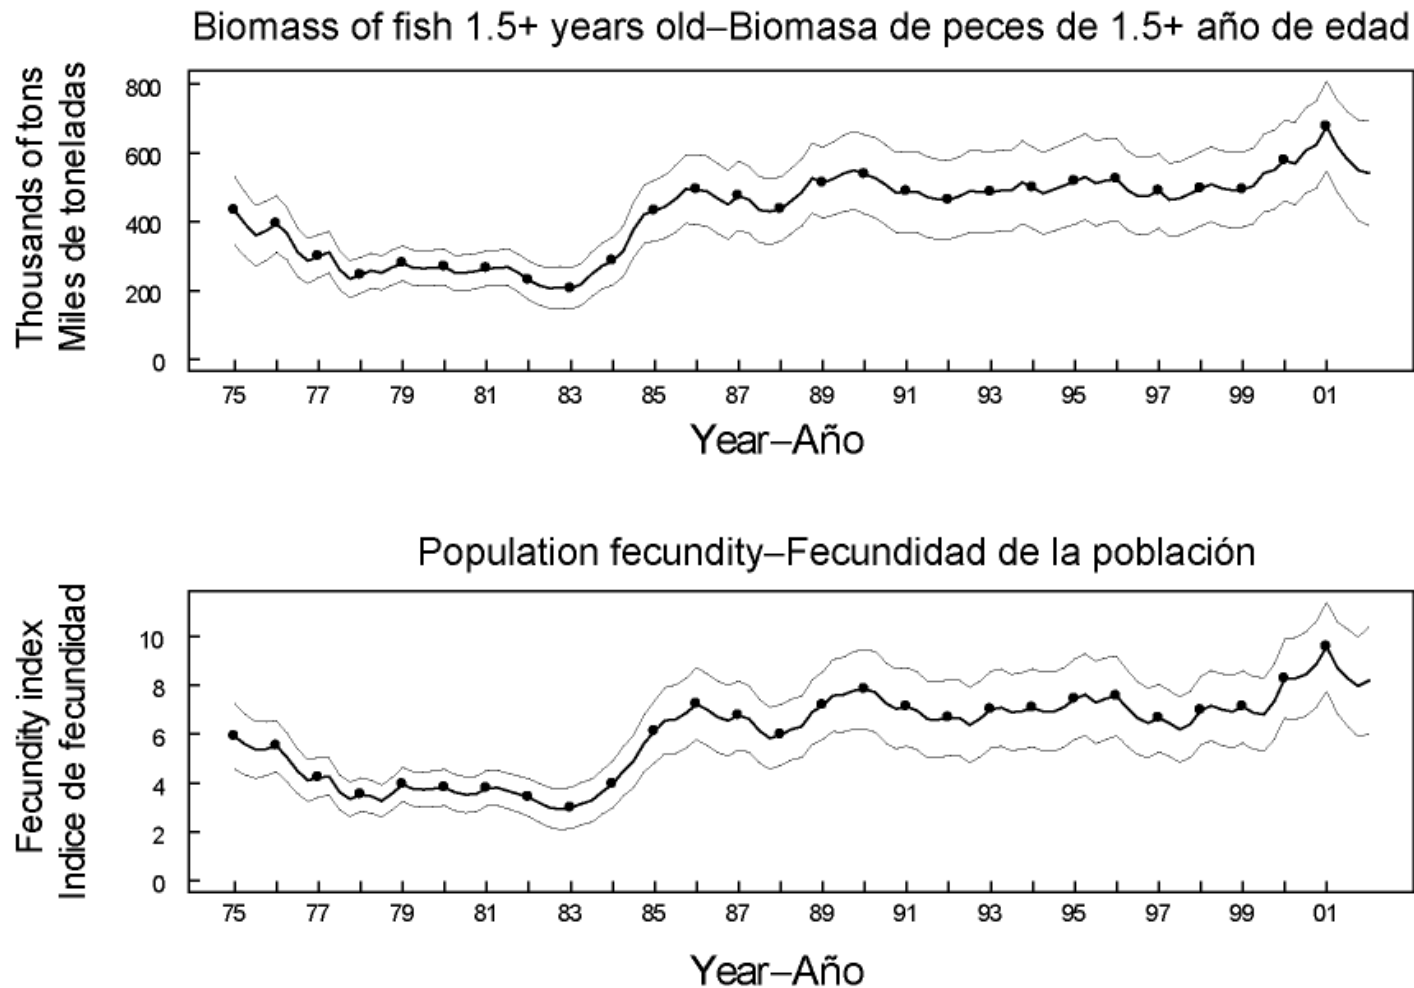 Biomass of fish 1.5+ years old–Biomasa de peces de 1.5+ año de edad
Thousands of tons
Miles de toneladas
800
600
400
200
0
75 77 79 81 83 85 87 89 91 93 95 97 99 01
Year–Año
Population fecundity–Fecundidad de la población
Fecundity index
Indice de fecundidad
10
8
6
4
2
0
75 77 79 81 83 85 87 89 91 93 95 97 99 01
Year–Año